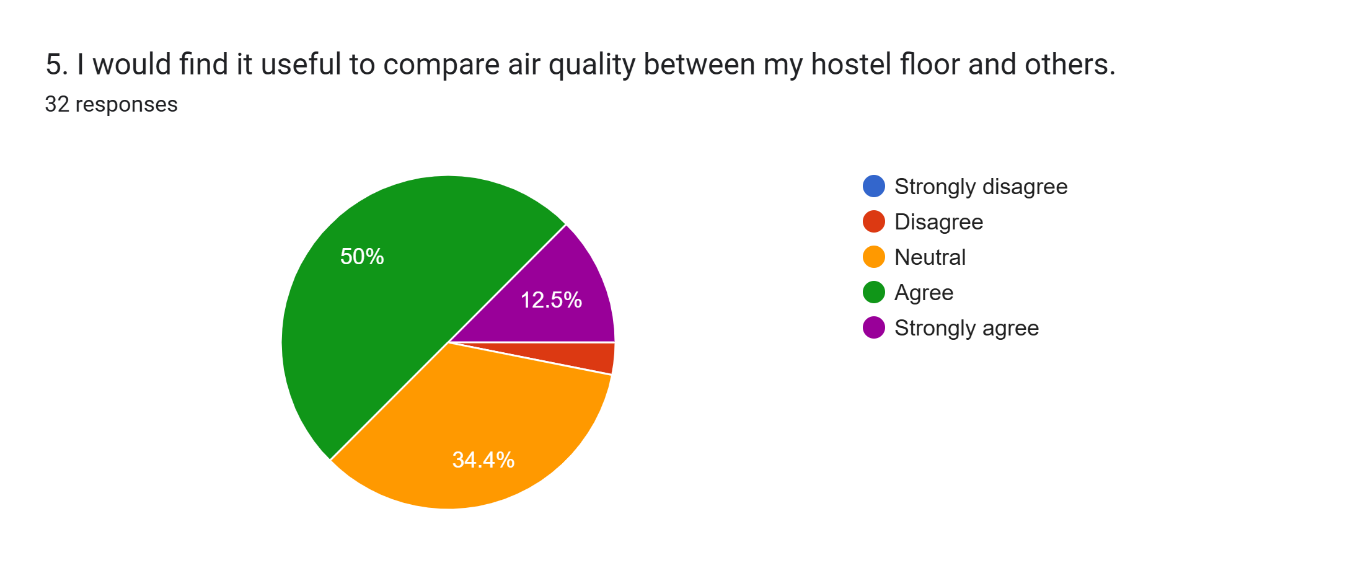 5. I would find it useful to compare air quality between my hostel floor and others.
32 responses
50%
12.5%
34.4%
Strongly disagree
Disagree
Neutral
Agree
Strongly agree